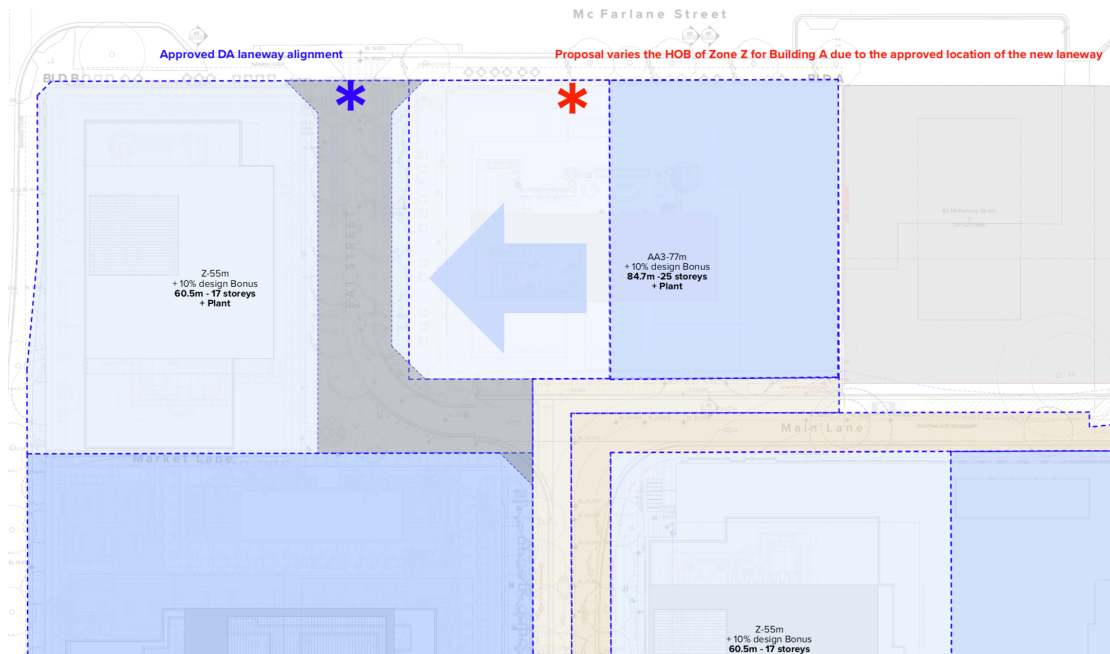 Mc Farlane Street
Approved DA laneway alignment
Proposal varies the HOB of Zone Z for Building A due to the approved location of the new laneway
BLD B
BLD A
EAT STREET
Z-55m
+ 10% design Bonus
60.5m - 17 storeys
+ Plant
AA3-77m
+ 10% design Bonus
84.7m -25 storeys
+ Plant
Main Lane
EXISTING SITE BOUNDARY
Market Lane
Z-55m
+ 10% design Bonus
60.5m - 17 storeys